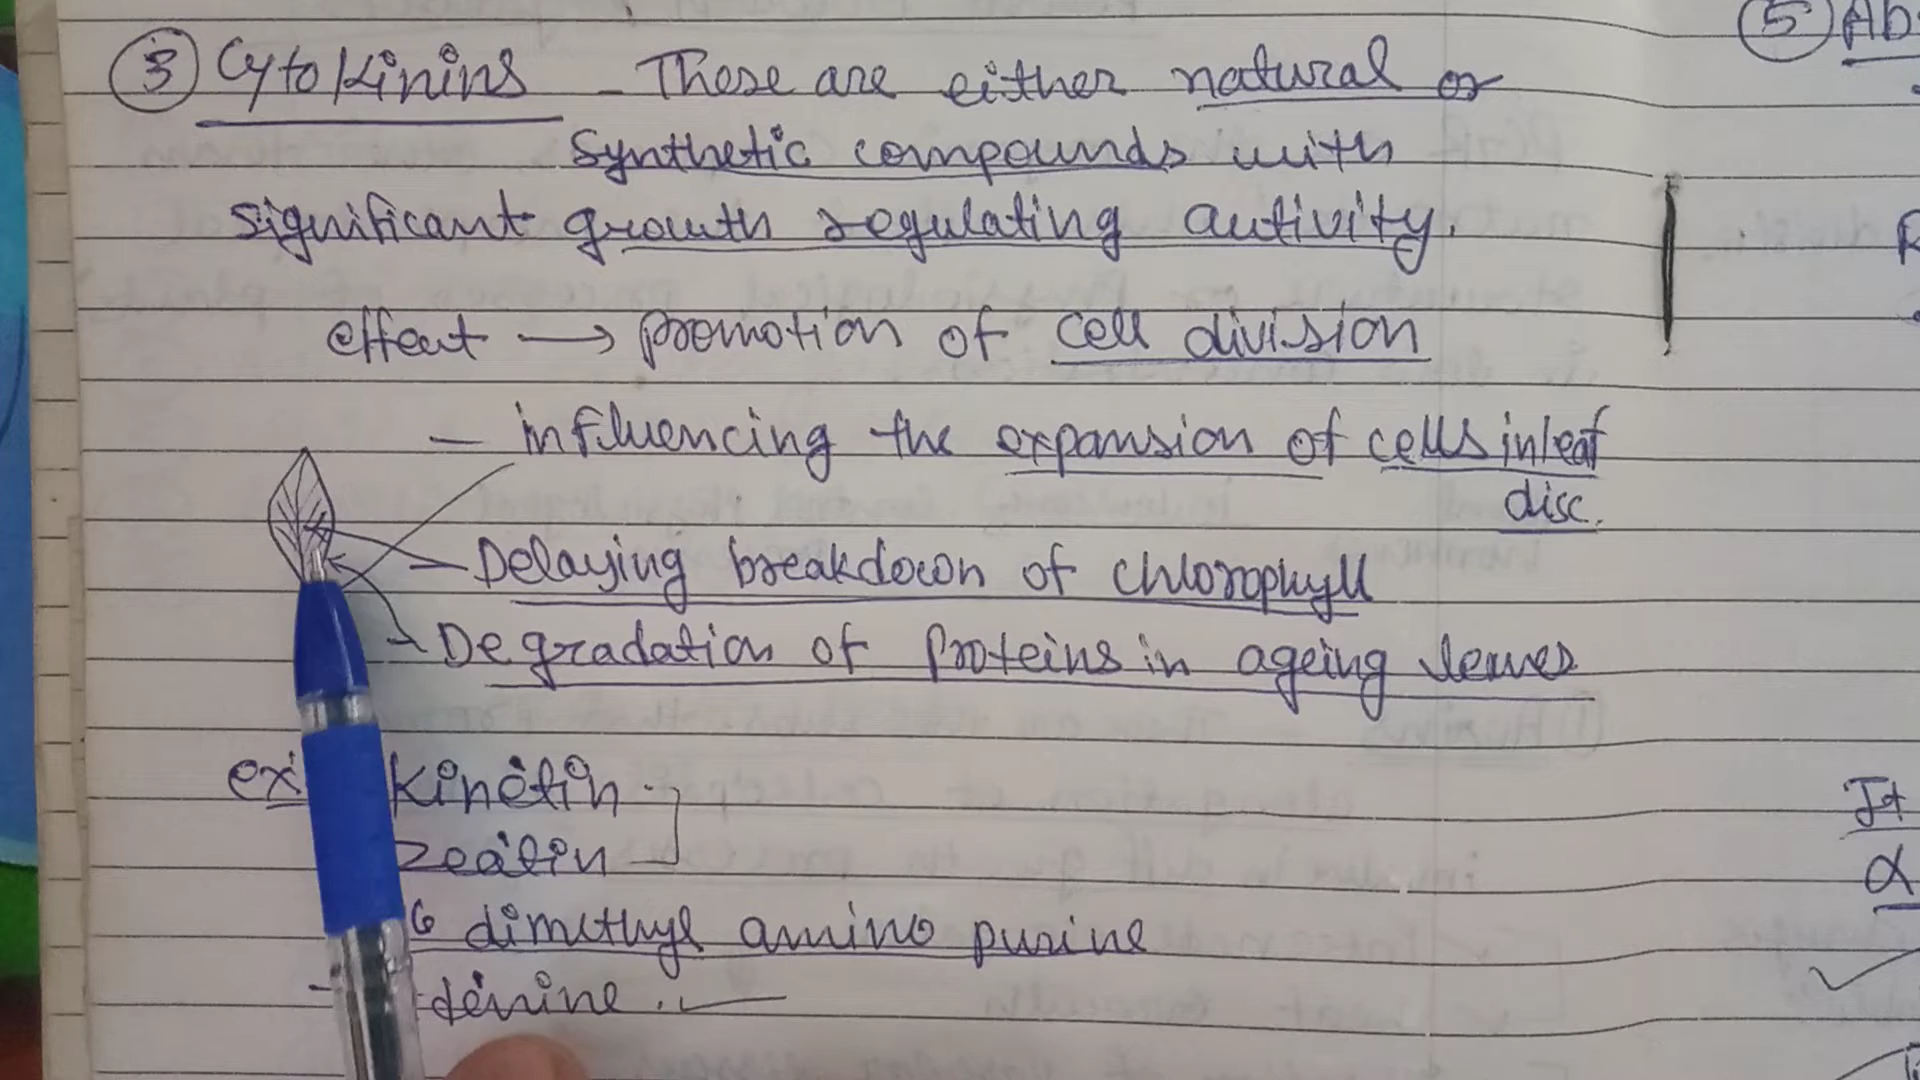 ③ Cytokinins - These are either natural or
synthetic compounds with
significant growth regulating activity.
effect → promotion of cell division
- influencing the expansion of cells in leaf
disc.
- Delaying breakdown of chlorophyll
- Degradation of Proteins in ageing leaves
ex Kinetin
zeatin
6 dimethyl amino purine
- denine.
⑤ Ab
It
α